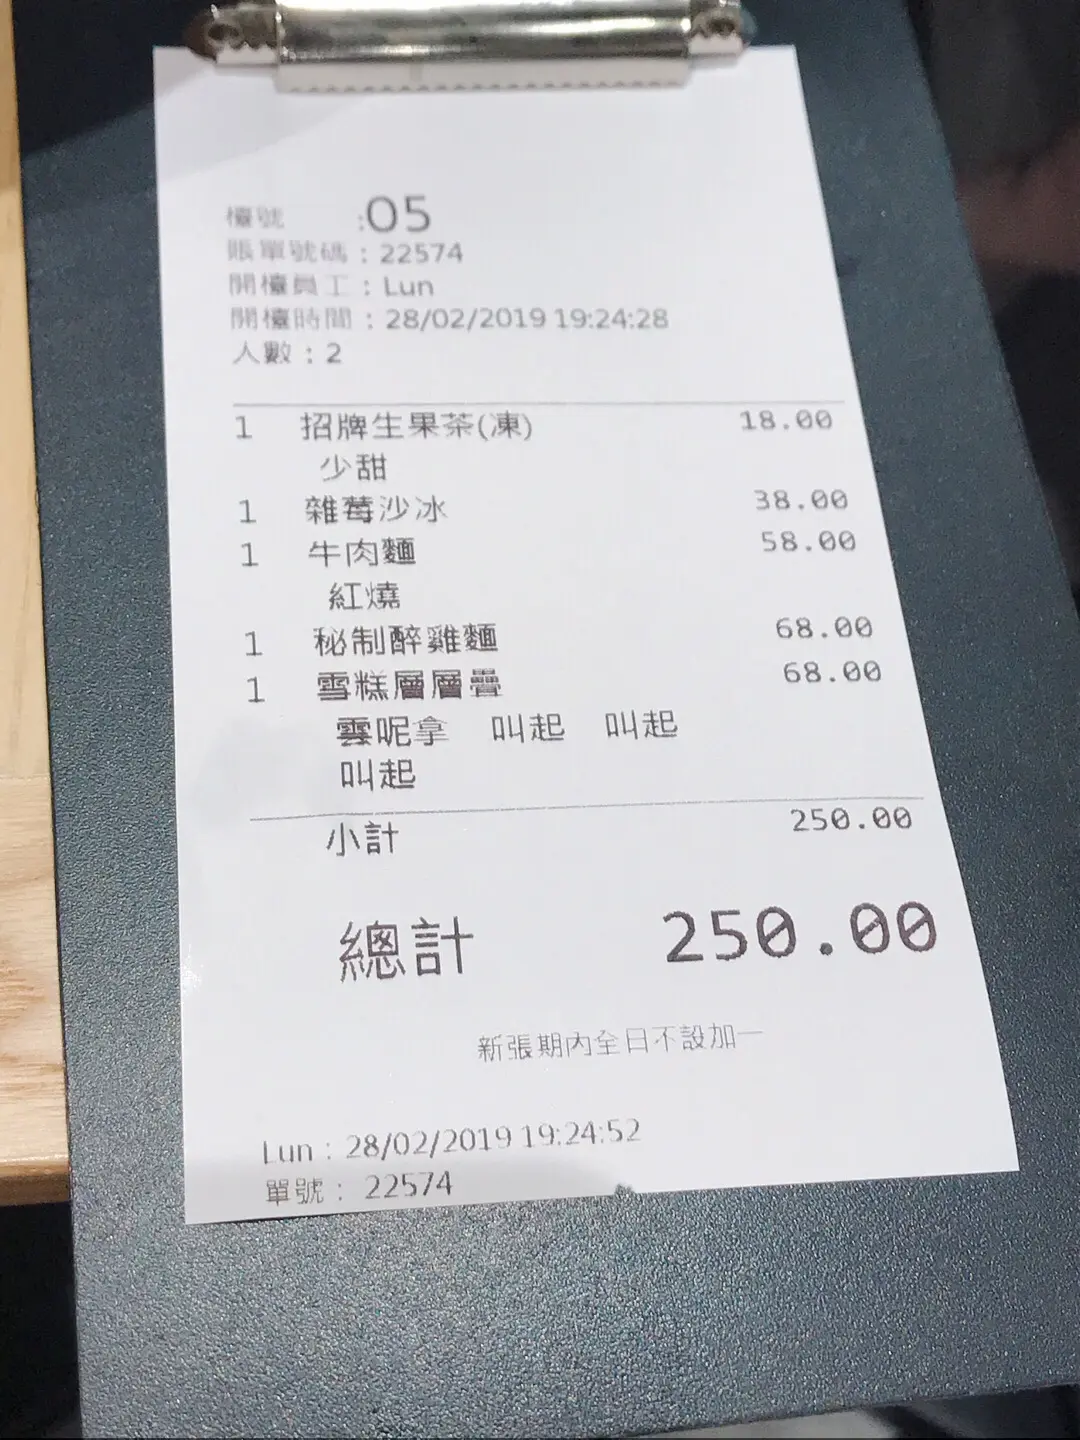 檯號 :05
賬單號碼 : 22574
開檯員工 : Lun
開檯時間 : 28/02/2019 19:24:28
人數 : 2
1 招牌生果茶(凍) 18.00
少甜
1 雜莓沙冰 38.00
1 牛肉麵 58.00
紅燒
1 秘制醉雞麵 68.00
1 雪糕層層疊 68.00
雲呢拿 叫起 叫起
叫起
小計 250.00
總計 250.00
新張期內全日不設加一
Lun : 28/02/2019 19:24:52
單號 : 22574